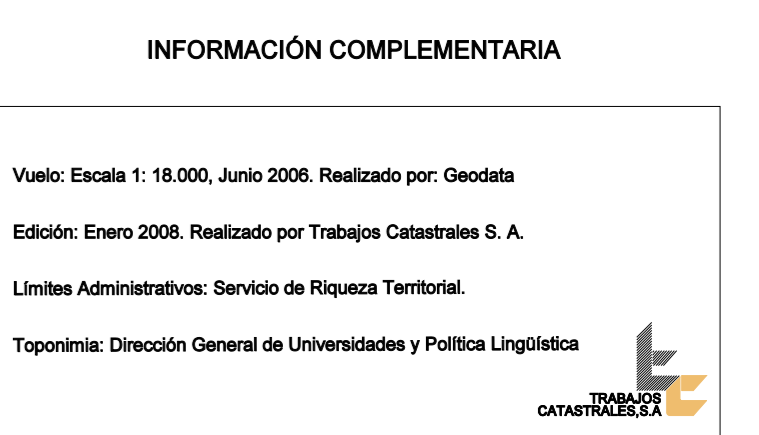 INFORMACIÓN COMPLEMENTARIA
Vuelo: Escala 1: 18.000, Junio 2006. Realizado por: Geodata
Edición: Enero 2008. Realizado por Trabajos Catastrales S. A.
Límites Administrativos: Servicio de Riqueza Territorial.
Toponimia: Dirección General de Universidades y Política Lingüística
TRABAJOS
CATASTRALES,S.A